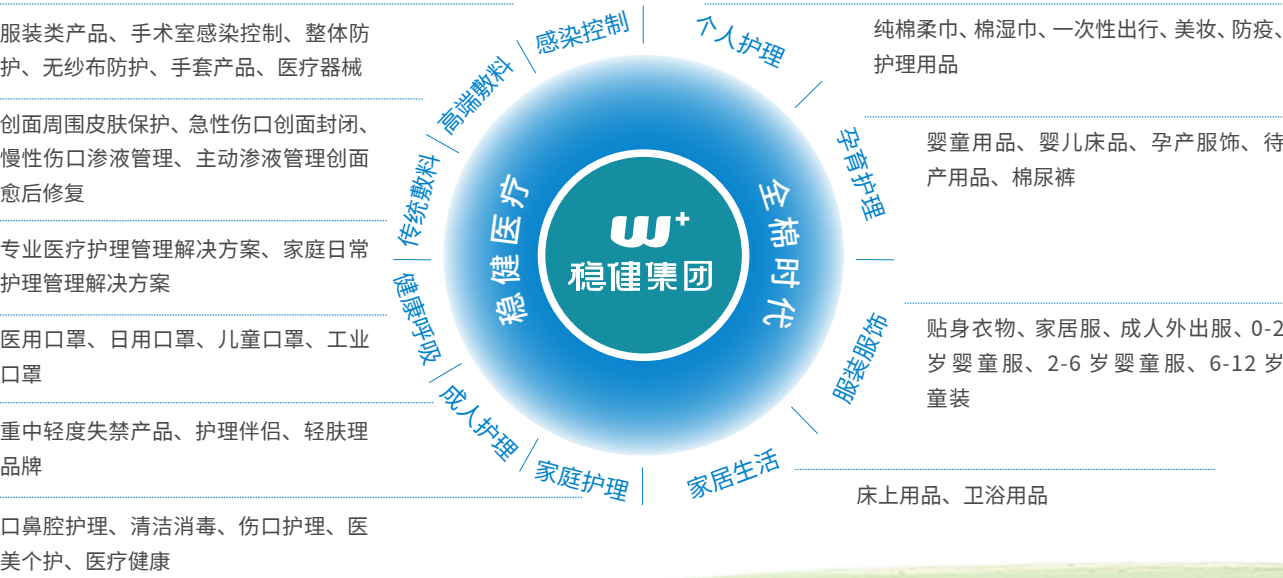 服装类产品、手术室感染控制、整体防
护、无纱布防护、手套产品、医疗器械
创面周围皮肤保护、急性伤口创面封闭、
慢性伤口渗液管理、主动渗液管理创面
愈后修复
专业医疗护理管理解决方案、家庭日常
护理管理解决方案
医用口罩、日用口罩、儿童口罩、工业
口罩
重中轻度失禁产品、护理伴侣、轻肤理
品牌
口鼻腔护理、清洁消毒、伤口护理、医
美个护、医疗健康
感染控制
高端敷料
传统敷料
健康呼吸
成人护理
家庭护理
稳健医疗
W+
稳健集团
全棉时代
个人护理
孕育护理
服装服饰
家居生活
纯棉柔巾、棉湿巾、一次性出行、美妆、防疫、
护理用品
婴童用品、婴儿床品、孕产服饰、待
产用品、棉尿裤
贴身衣物、家居服、成人外出服、0-2
岁婴童服、2-6 岁婴童服、6-12 岁
童装
床上用品、卫浴用品